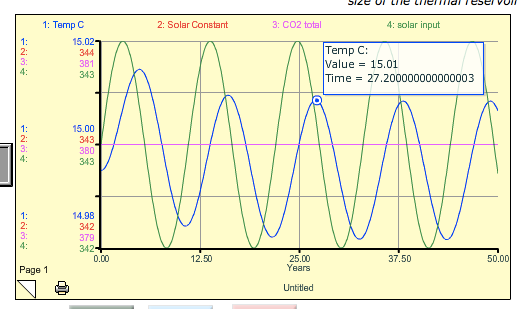 size of the thermal reservoir
1: Temp C 2: Solar Constant 3: CO2 total 4: solar input
1: 15.02
2: 344
3: 381
4: 343
Temp C:
Value = 15.01
Time = 27.200000000000003
1: 15.00
2: 343
3: 380
4: 343
1: 14.98
2: 342
3: 379
4: 342
0.00 12.50 25.00 37.50 50.00
Page 1
Years
Untitled